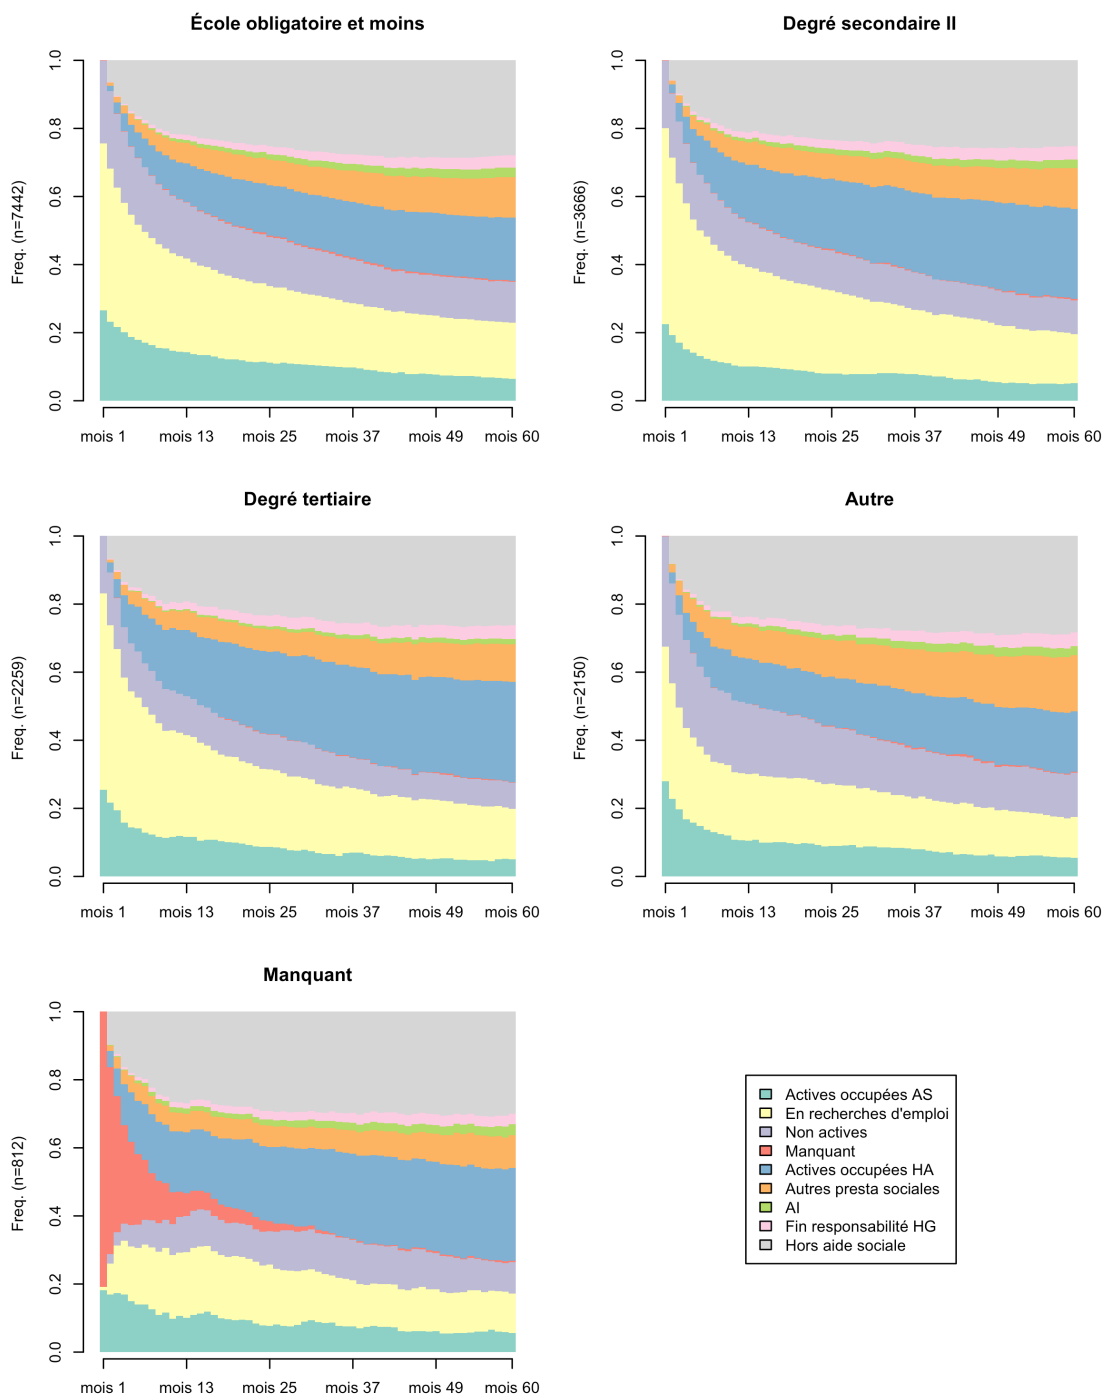 École obligatoire et moins
Freq. (n=7442)
0.0 0.2 0.4 0.6 0.8 1.0
mois 1 mois 13 mois 25 mois 37 mois 49 mois 60
Degré secondaire II
Freq. (n=3666)
0.0 0.2 0.4 0.6 0.8 1.0
mois 1 mois 13 mois 25 mois 37 mois 49 mois 60
Degré tertiaire
Freq. (n=2259)
0.0 0.2 0.4 0.6 0.8 1.0
mois 1 mois 13 mois 25 mois 37 mois 49 mois 60
Autre
Freq. (n=2150)
0.0 0.2 0.4 0.6 0.8 1.0
mois 1 mois 13 mois 25 mois 37 mois 49 mois 60
Manquant
Freq. (n=812)
0.0 0.2 0.4 0.6 0.8 1.0
mois 1 mois 13 mois 25 mois 37 mois 49 mois 60
Actives occupées AS
En recherches d'emploi
Non actives
Manquant
Actives occupées HA
Autres presta sociales
AI
Fin responsabilité HG
Hors aide sociale